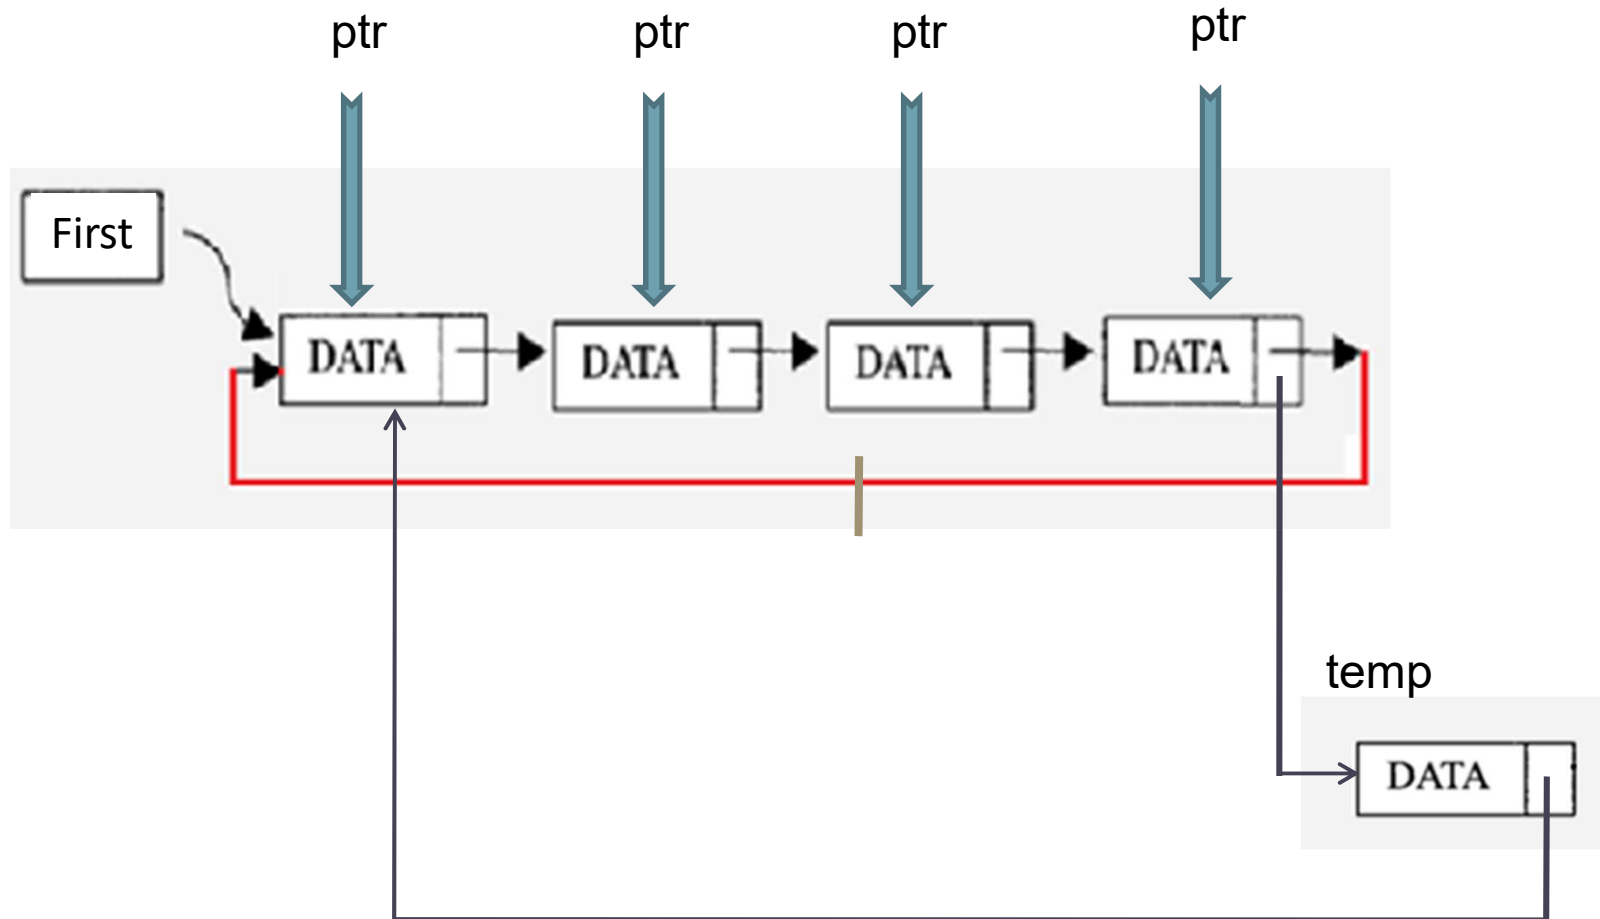 ptr ptr ptr ptr
First
DATA DATA DATA DATA
temp
DATA